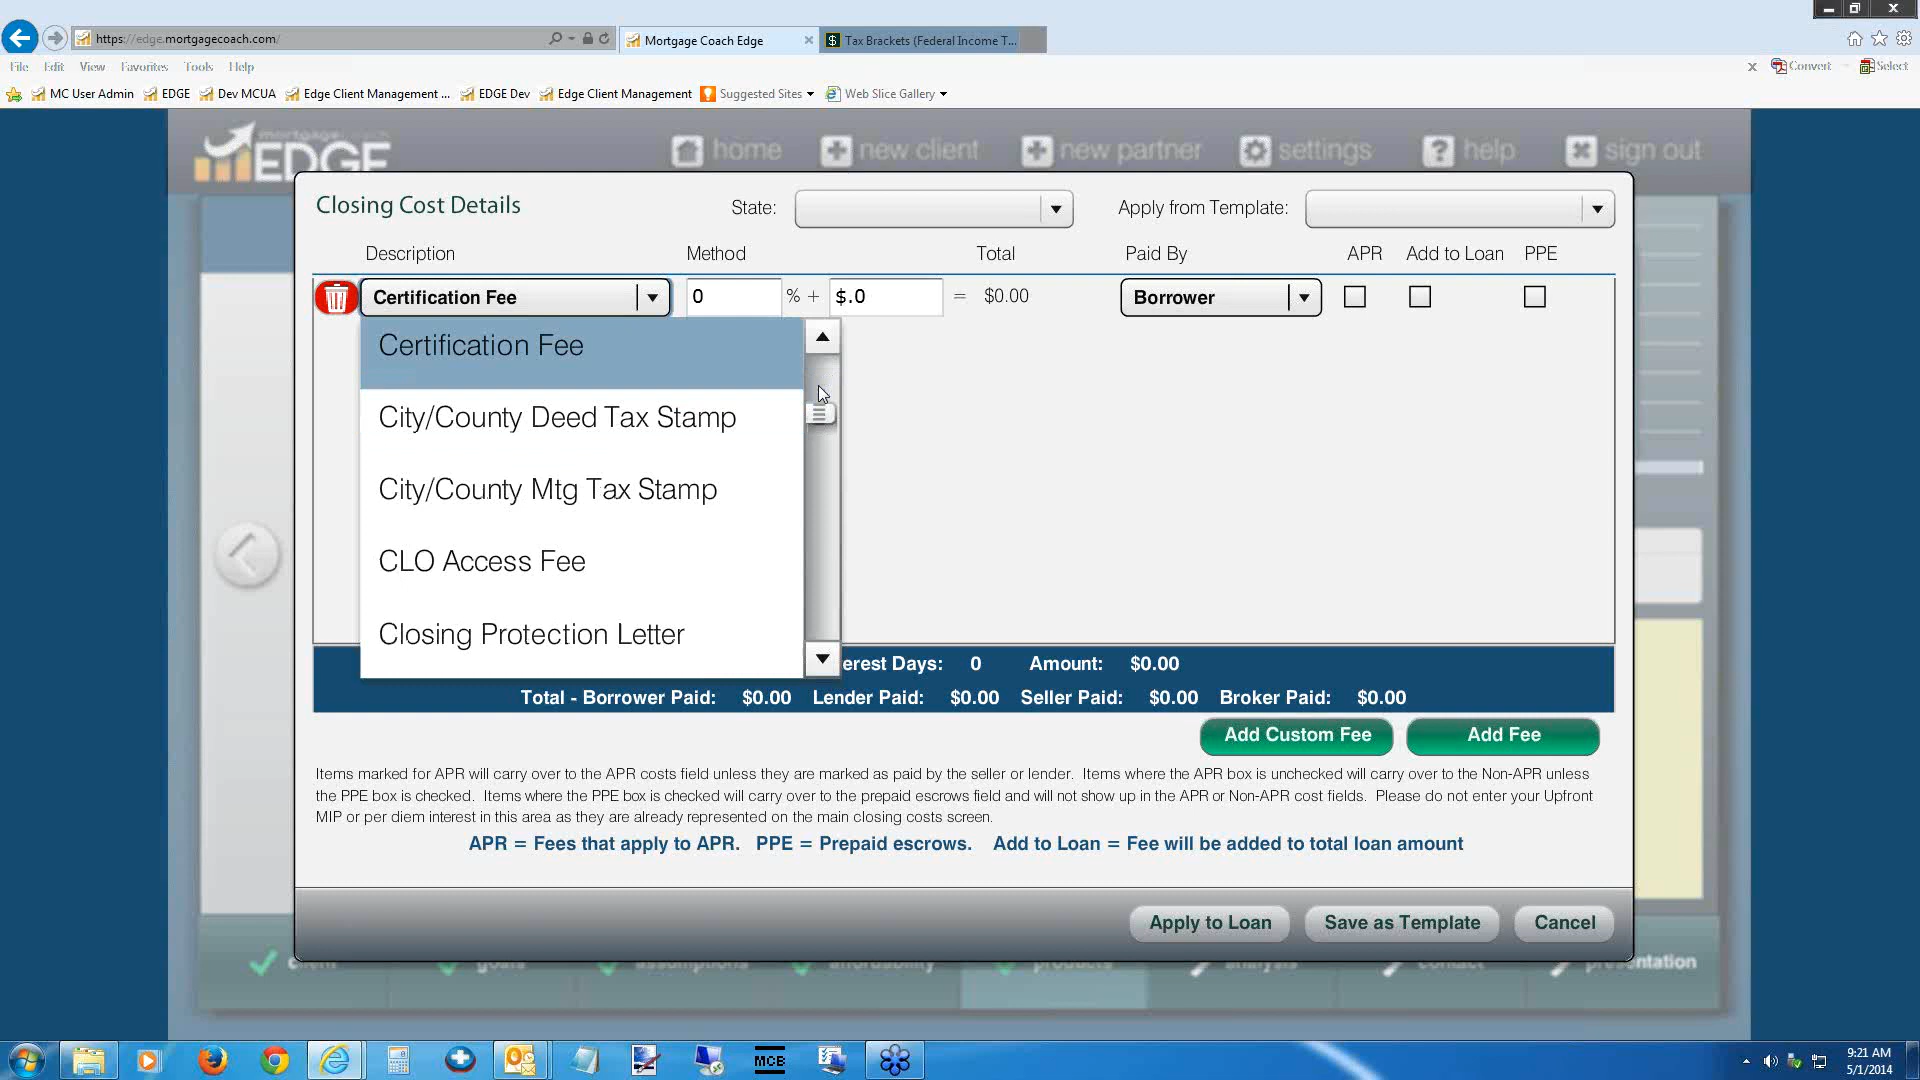 https://edge.mortgagecoach.com/
Mortgage Coach Edge
Tax Brackets (Federal Income T...
File Edit View Favorites Tools Help
Convert
Select
MC User Admin
EDGE
Dev MCUA
Edge Client Management ...
EDGE Dev
Edge Client Management
Suggested Sites
Web Slice Gallery
EDGE
home
new client
new partner
settings
help
sign out
Closing Cost Details
State:
Apply from Template:
Description
Method
Total
Paid By
APR
Add to Loan
PPE
Certification Fee
0 % + $.0 = $0.00
Borrower
Certification Fee
City/County Deed Tax Stamp
City/County Mtg Tax Stamp
CLO Access Fee
Closing Protection Letter
erest Days: 0 Amount: $0.00
Total - Borrower Paid: $0.00 Lender Paid: $0.00 Seller Paid: $0.00 Broker Paid: $0.00
Add Custom Fee
Add Fee
Items marked for APR will carry over to the APR costs field unless they are marked as paid by the seller or lender. Items where the APR box is unchecked will carry over to the Non-APR unless
the PPE box is checked. Items where the PPE box is checked will carry over to the prepaid escrows field and will not show up in the APR or Non-APR cost fields. Please do not enter your Upfront
MIP or per diem interest in this area as they are already represented on the main closing costs screen.
APR = Fees that apply to APR. PPE = Prepaid escrows. Add to Loan = Fee will be added to total loan amount
Apply to Loan
Save as Template
Cancel
client
goals
assumptions
affordability
products
analysis
contact
presentation
MCB
9:21 AM
5/1/2014